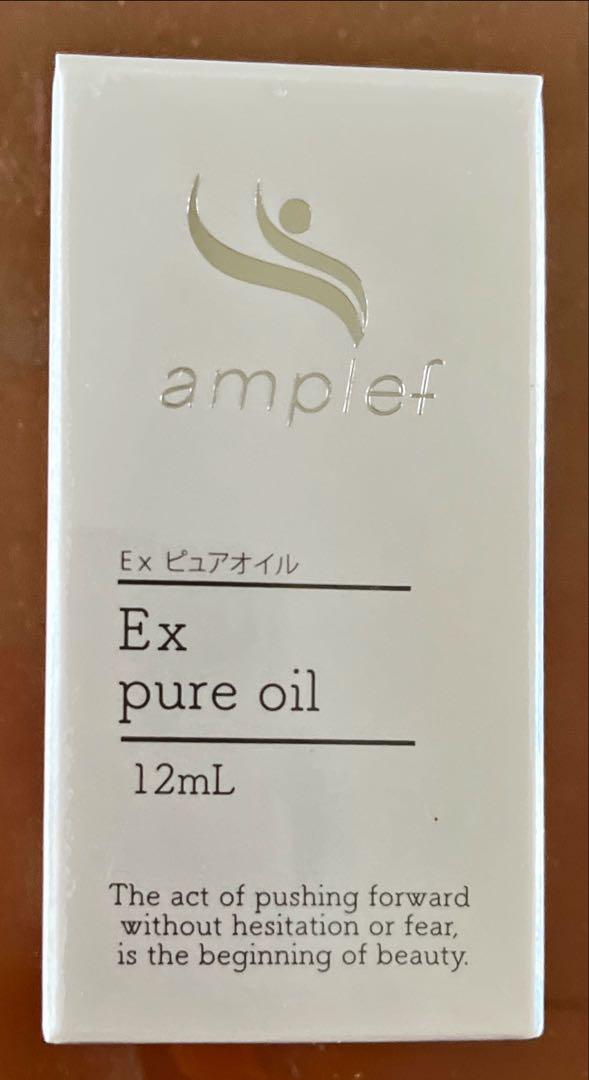 amplef
Ex ピュアオイル
Ex
pure oil
12mL
The act of pushing forward
without hesitation or fear,
is the beginning of beauty.